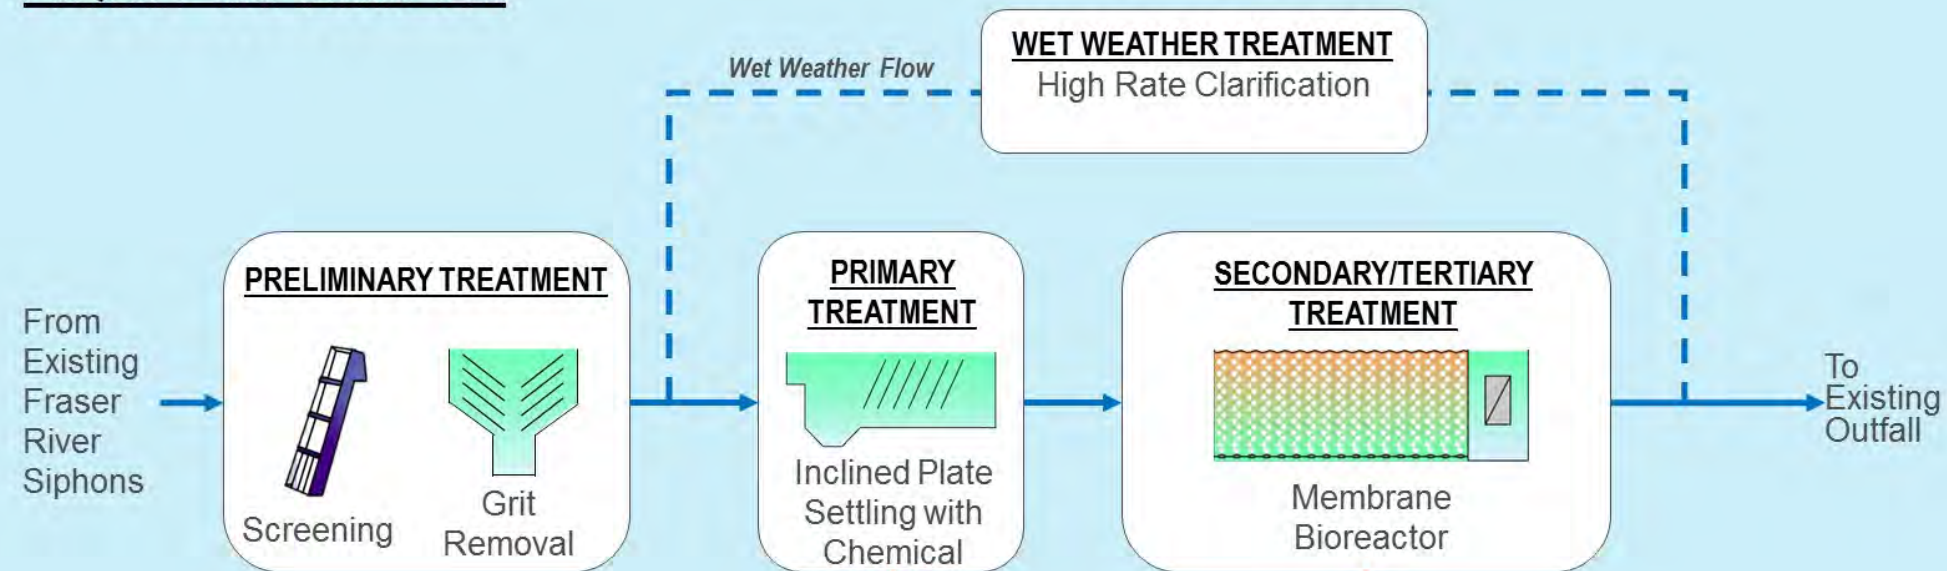 Wet Weather Flow
WET WEATHER TREATMENT
High Rate Clarification
From
Existing
Fraser
River
Siphons
PRELIMINARY TREATMENT
Screening
Grit
Removal
PRIMARY
TREATMENT
Inclined Plate
Settling with
Chemical
SECONDARY/TERTIARY
TREATMENT
Membrane
Bioreactor
To
Existing
Outfall